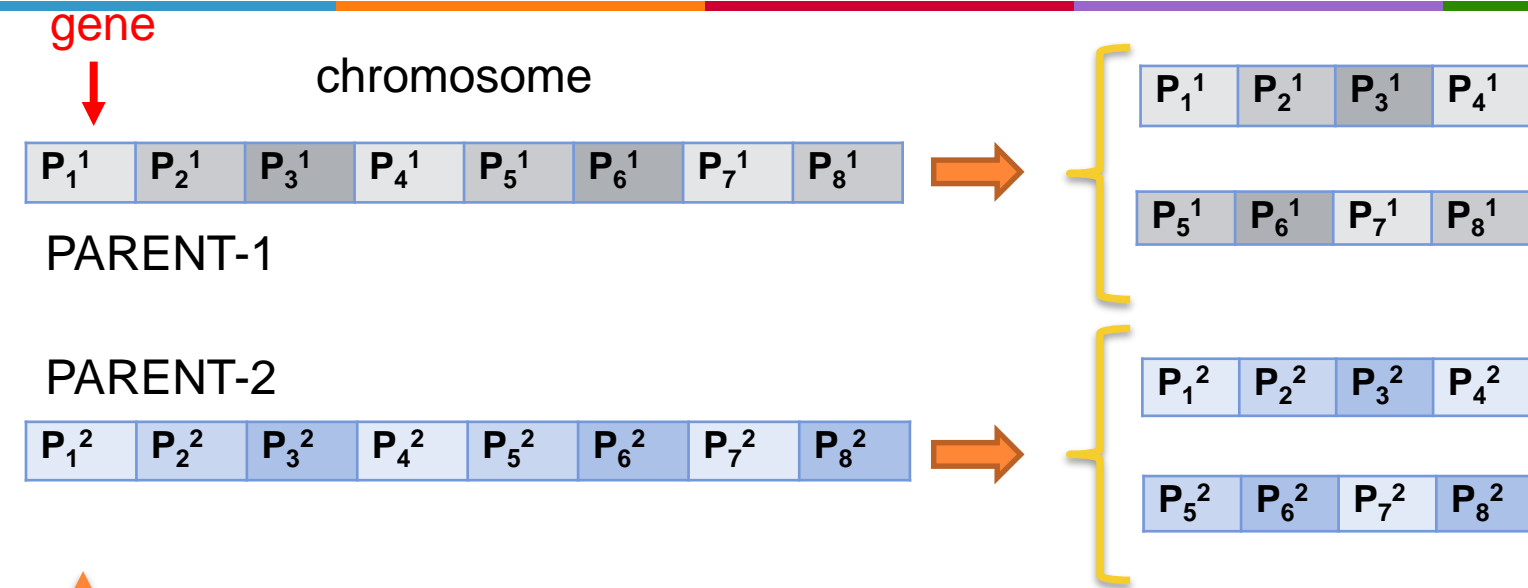 gene
chromosome
P₁¹ P₂¹ P₃¹ P₄¹ P₅¹ P₆¹ P₇¹ P₈¹
PARENT-1
P₁¹ P₂¹ P₃¹ P₄¹
P₅¹ P₆¹ P₇¹ P₈¹
PARENT-2
P₁² P₂² P₃² P₄² P₅² P₆² P₇² P₈²
P₁² P₂² P₃² P₄²
P₅² P₆² P₇² P₈²